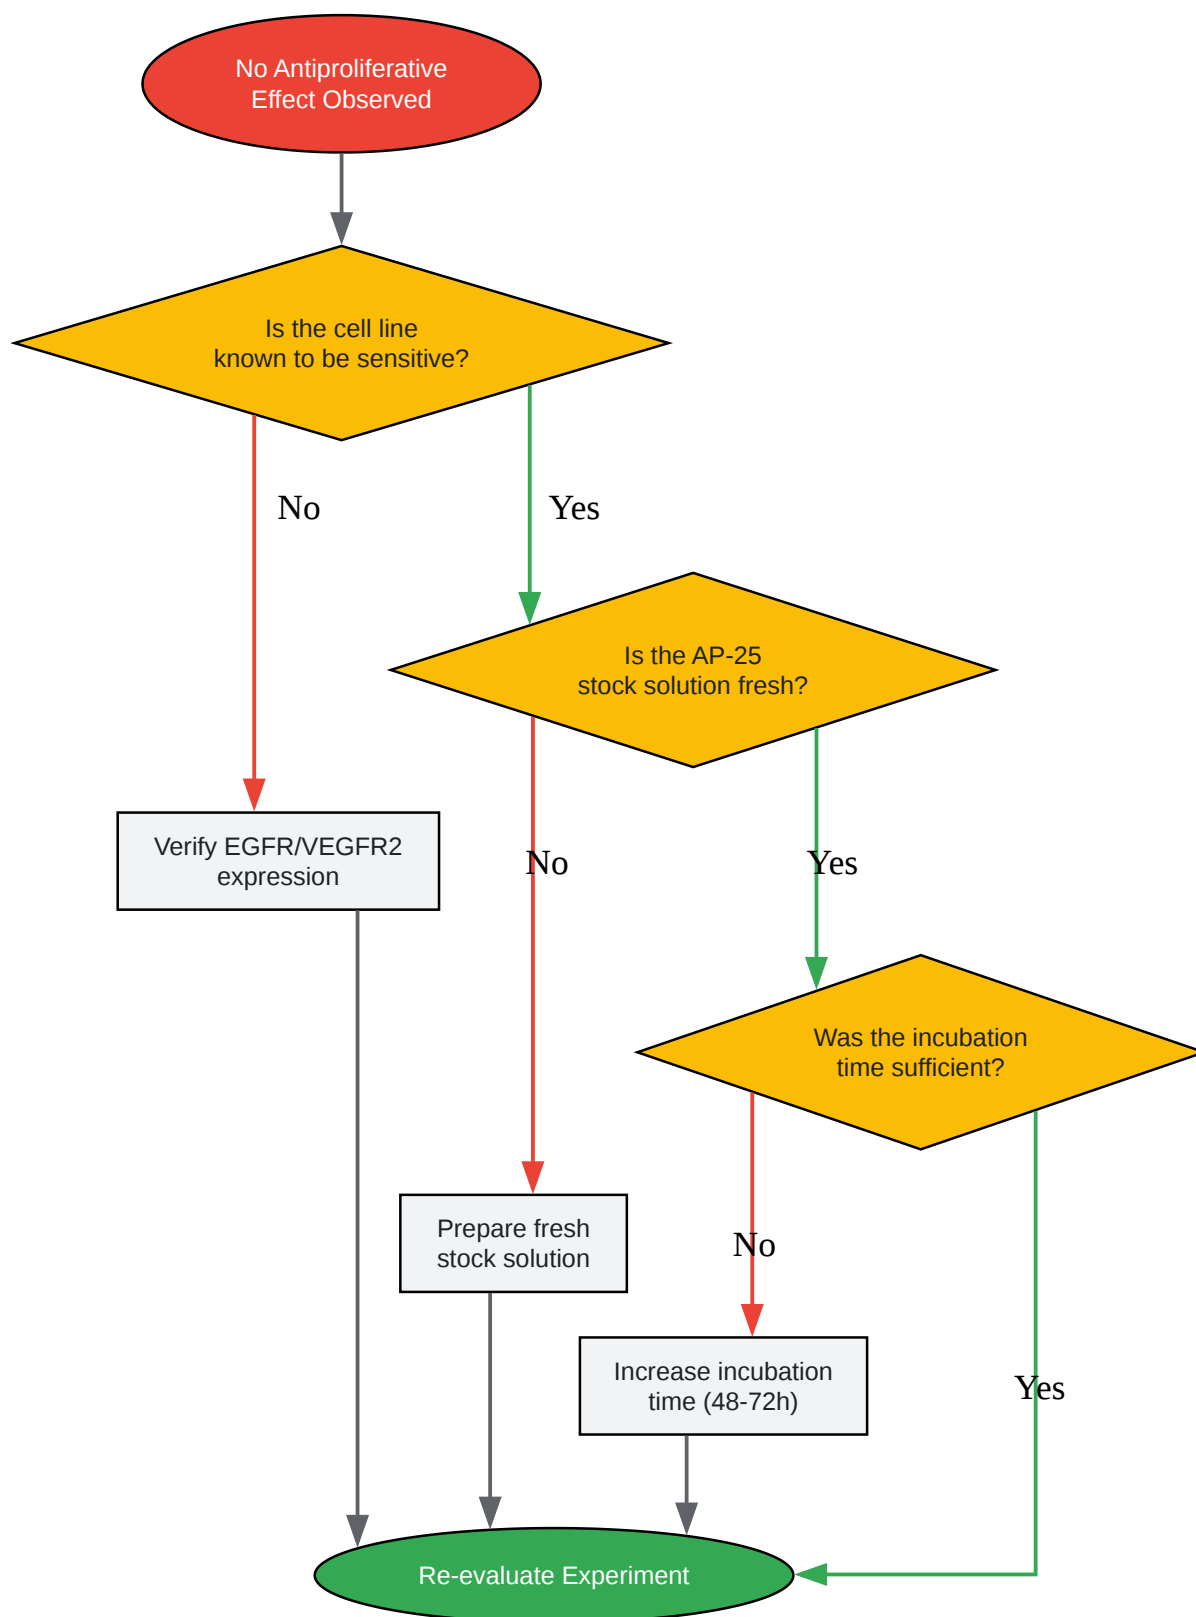 No Antiproliferative
Effect Observed
Is the cell line
known to be sensitive?
No
Yes
Is the AP-25
stock solution fresh?
Verify EGFR/VEGFR2
expression
No
Yes
Was the incubation
time sufficient?
Prepare fresh
stock solution
No
Increase incubation
time (48-72h)
Yes
Re-evaluate Experiment